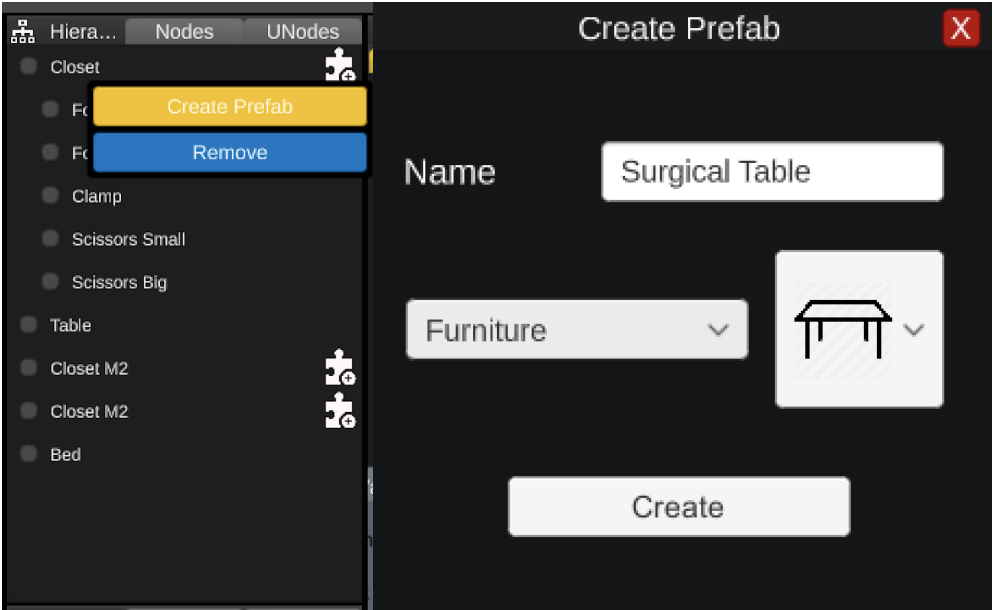 Hiera... Nodes UNodes
Closet
Create Prefab
Remove
Clamp
Scissors Small
Scissors Big
Table
Closet M2
Closet M2
Bed
Create Prefab X
Name Surgical Table
Furniture
Create